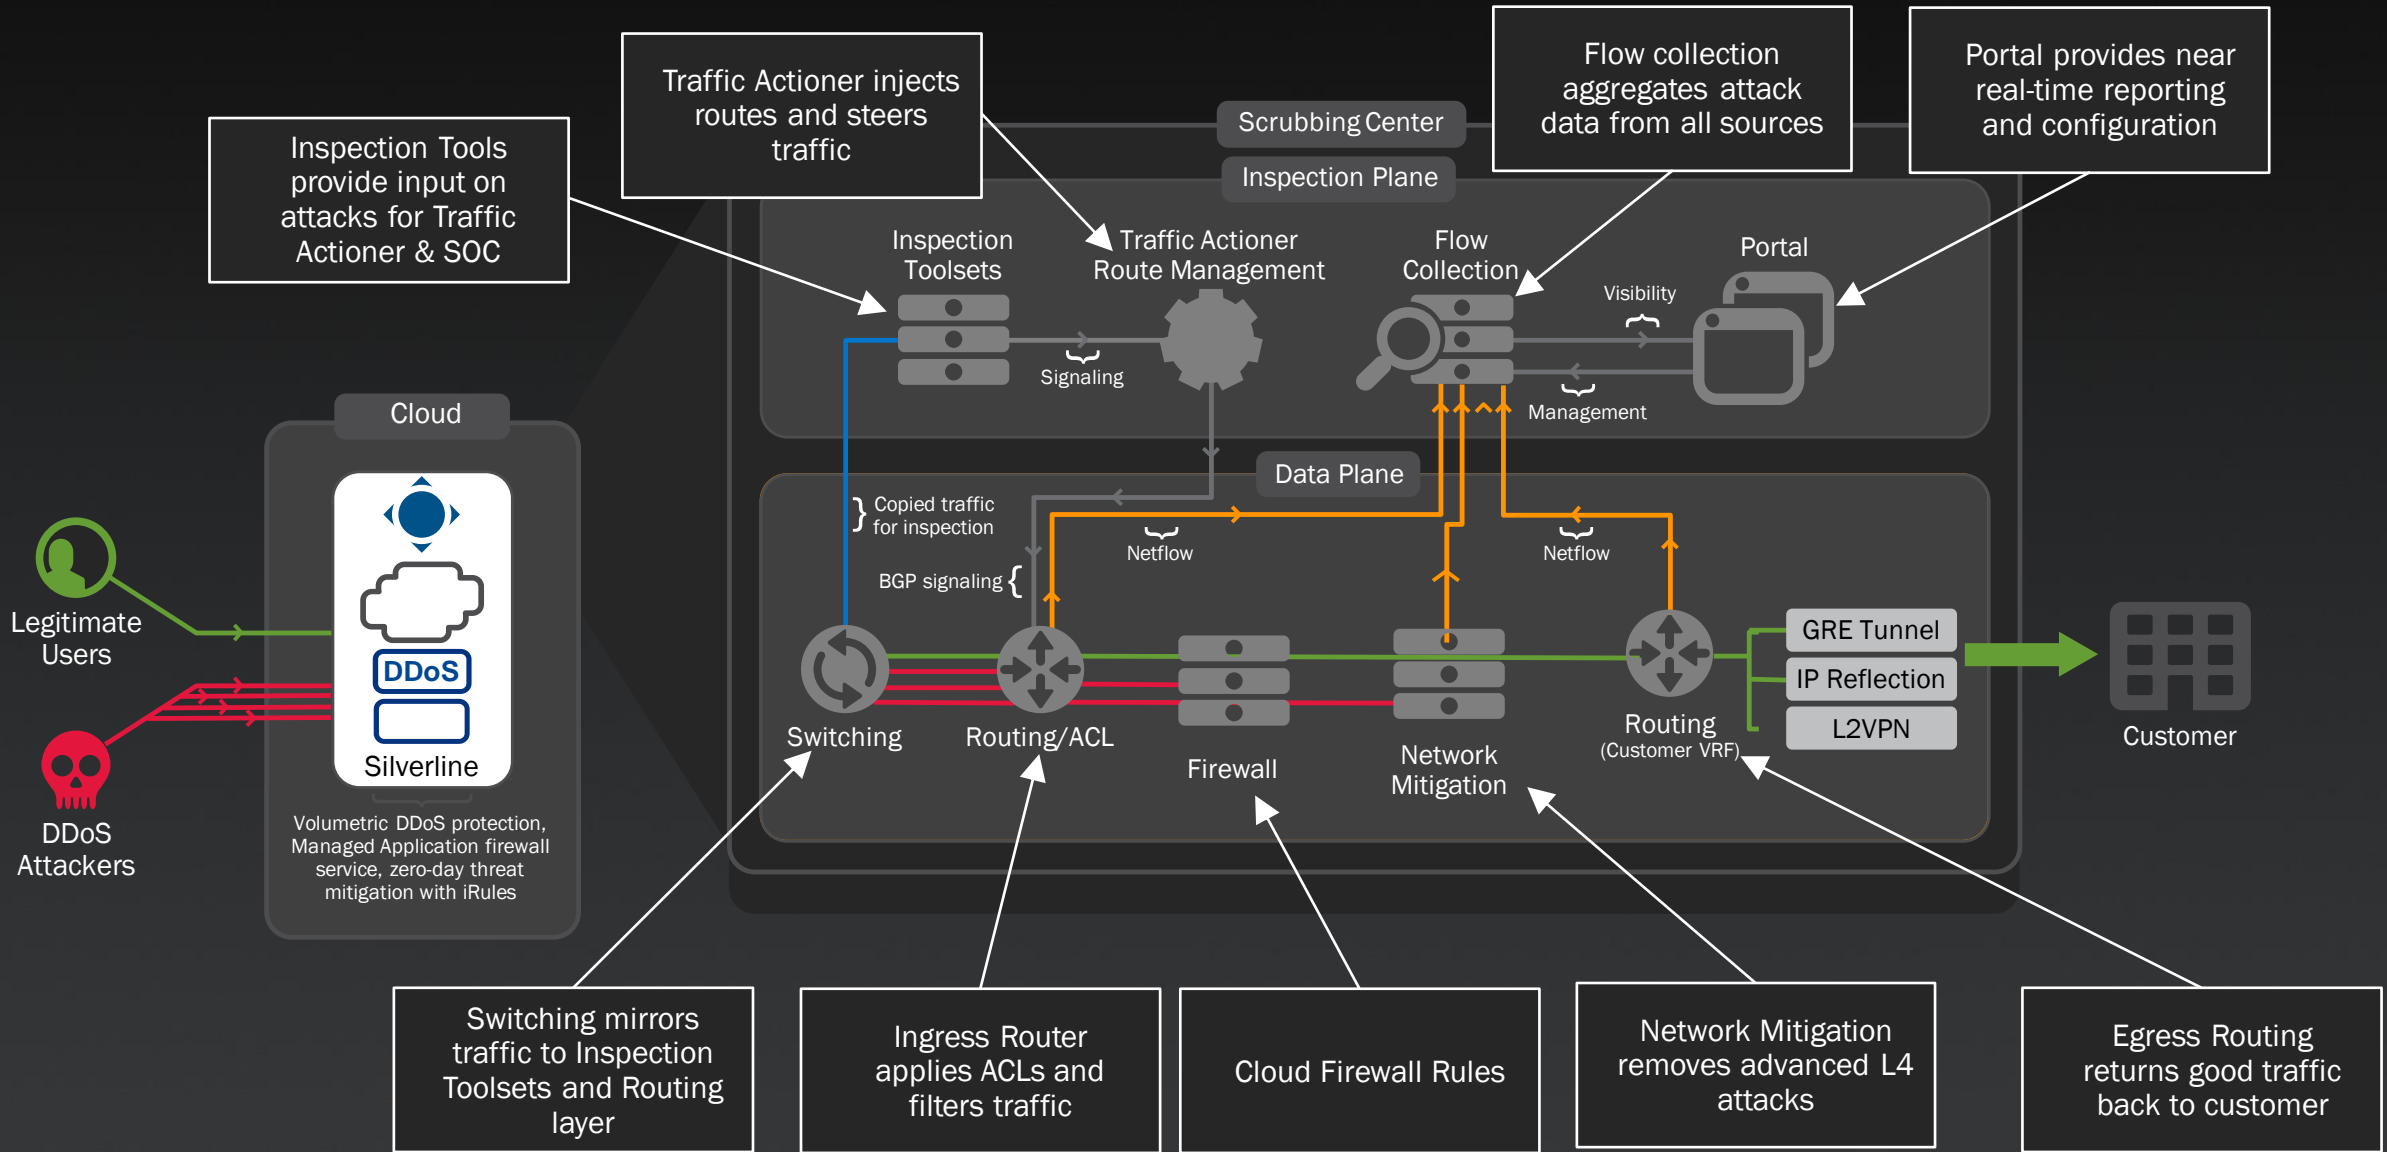 Traffic Actioner injects
routes and steers
traffic
Flow collection
aggregates attack
data from all sources
Portal provides near
real-time reporting
and configuration
Inspection Tools
provide input on
attacks for Traffic
Actioner & SOC
Scrubbing Center
Inspection Plane
Inspection
Toolsets
Traffic Actioner
Route Management
Flow
Collection
Portal
Visibility
Signaling
Management
Cloud
Data Plane
Copied traffic
for inspection
Netflow
Netflow
BGP signaling
Legitimate
Users
DDoS
Silverline
DDoS
Attackers
Volumetric DDoS protection,
Managed Application firewall
service, zero-day threat
mitigation with iRules
Switching
Routing/ACL
Firewall
Network
Mitigation
Routing
(Customer VRF)
GRE Tunnel
IP Reflection
L2VPN
Customer
Switching mirrors
traffic to Inspection
Toolsets and Routing
layer
Ingress Router
applies ACLs and
filters traffic
Cloud Firewall Rules
Network Mitigation
removes advanced L4
attacks
Egress Routing
returns good traffic
back to customer